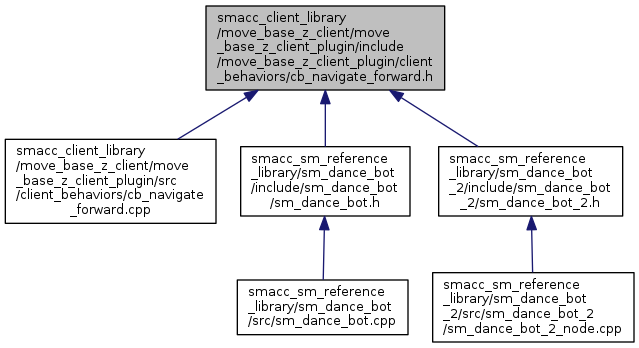 smacc_client_library
/move_base_z_client/move
_base_z_client_plugin/include
/move_base_z_client_plugin/client
_behaviors/cb_navigate_forward.h
smacc_client_library
/move_base_z_client/move
_base_z_client_plugin/src
/client_behaviors/cb_navigate
_forward.cpp
smacc_sm_reference
_library/sm_dance_bot
/include/sm_dance_bot
/sm_dance_bot.h
smacc_sm_reference
_library/sm_dance_bot
_2/include/sm_dance_bot
_2/sm_dance_bot_2.h
smacc_sm_reference
_library/sm_dance_bot
/src/sm_dance_bot.cpp
smacc_sm_reference
_library/sm_dance_bot
_2/src/sm_dance_bot_2
/sm_dance_bot_2_node.cpp